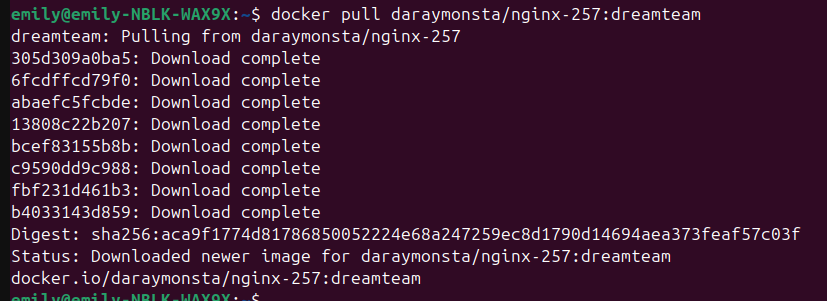 emily@emily-NBLK-WAX9X:~$ docker pull daraymonsta/nginx-257:dreamteam
dreamteam: Pulling from daraymonsta/nginx-257
305d309a0ba5: Download complete
6fcdffcd79f0: Download complete
abaefc5fcbde: Download complete
13808c22b207: Download complete
bcef83155b8b: Download complete
c9590dd9c988: Download complete
fbf231d461b3: Download complete
b4033143d859: Download complete
Digest: sha256:aca9f1774d81786850052224e68a247259ec8d1790d14694aea373feaf57c03f
Status: Downloaded newer image for daraymonsta/nginx-257:dreamteam
docker.io/daraymonsta/nginx-257:dreamteam
emily@emily-NBLK-WAX9X:~$